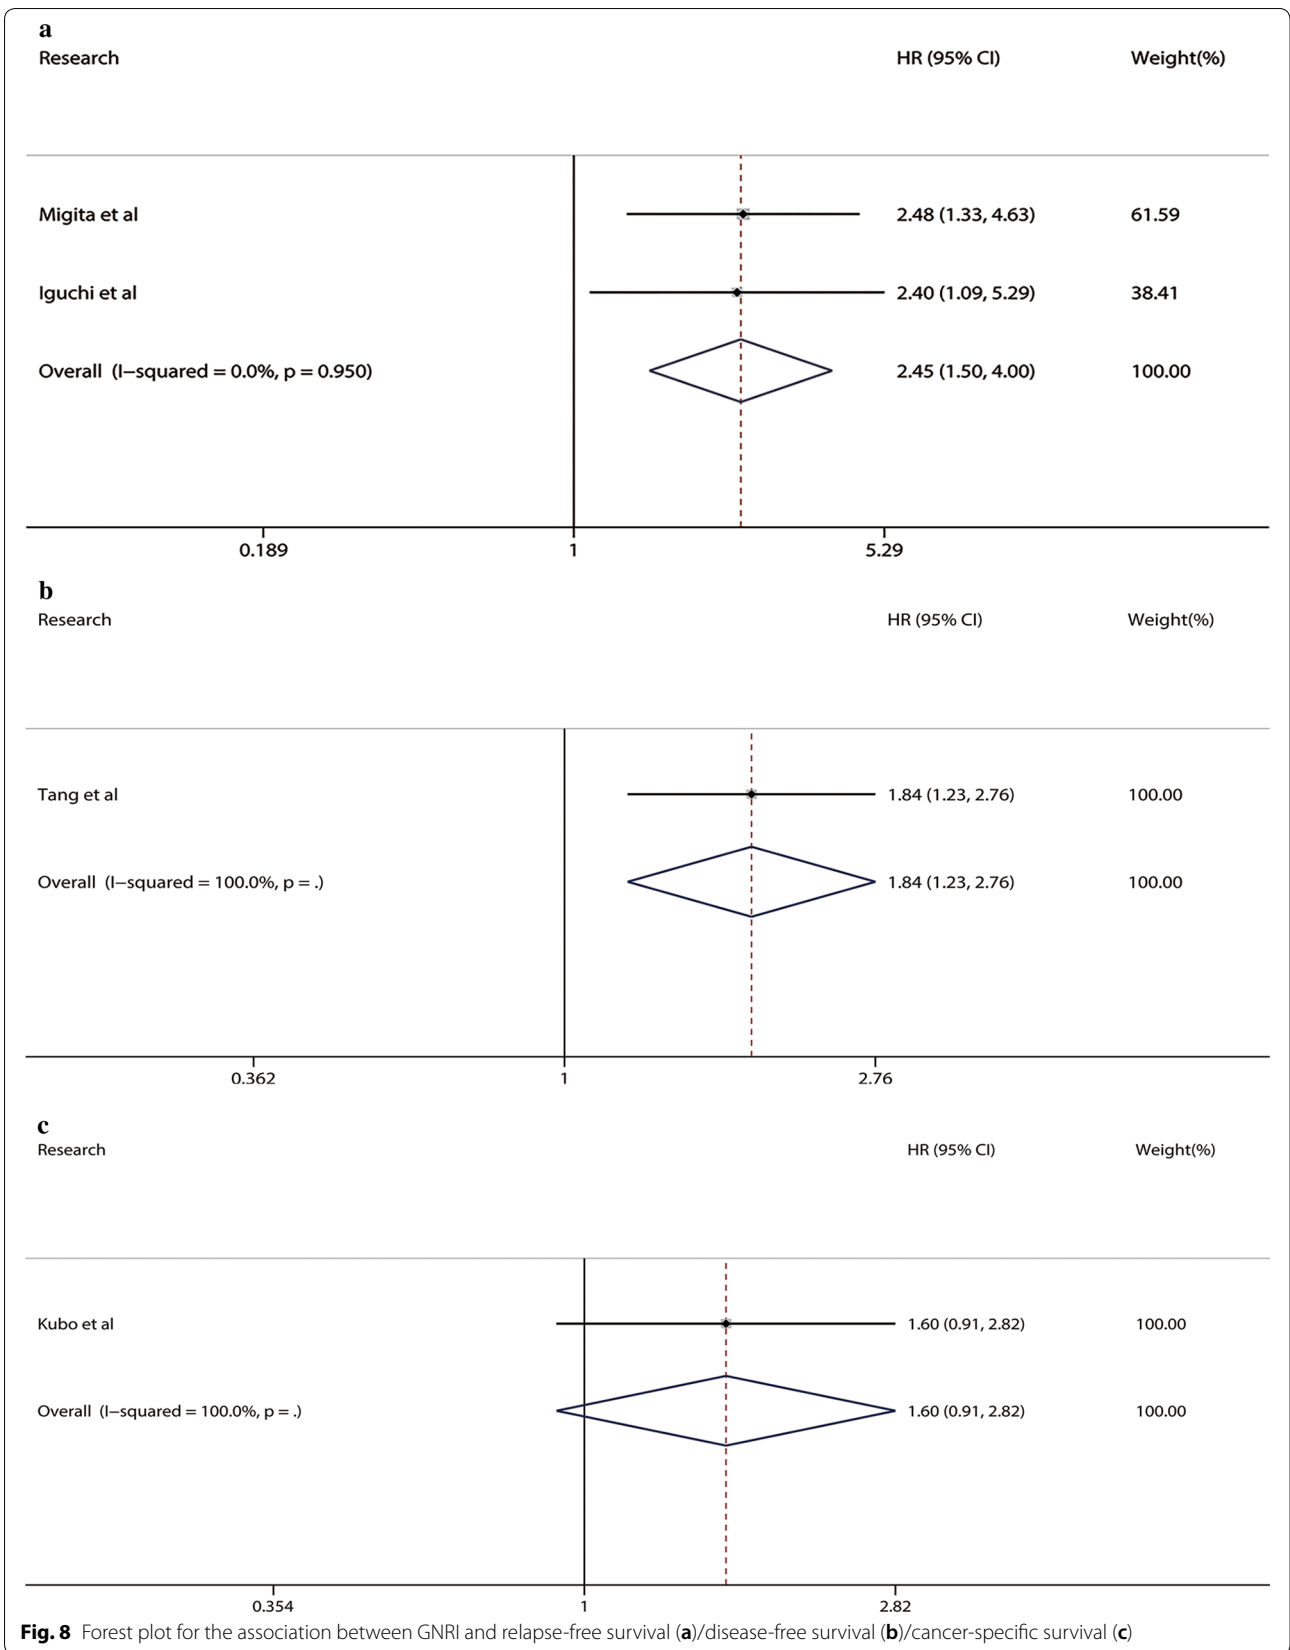 a
Research HR (95% CI) Weight(%)
Migita et al 2.48 (1.33, 4.63) 61.59
Iguchi et al 2.40 (1.09, 5.29) 38.41
Overall (I−squared = 0.0%, p = 0.950) 2.45 (1.50, 4.00) 100.00
0.189 1 5.29
b
Research HR (95% CI) Weight(%)
Tang et al 1.84 (1.23, 2.76) 100.00
Overall (I−squared = 100.0%, p = .) 1.84 (1.23, 2.76) 100.00
0.362 1 2.76
c
Research HR (95% CI) Weight(%)
Kubo et al 1.60 (0.91, 2.82) 100.00
Overall (I−squared = 100.0%, p = .) 1.60 (0.91, 2.82) 100.00
0.354 1 2.82
Fig. 8 Forest plot for the association between GNRI and relapse-free survival (a)/disease-free survival (b)/cancer-specific survival (c)